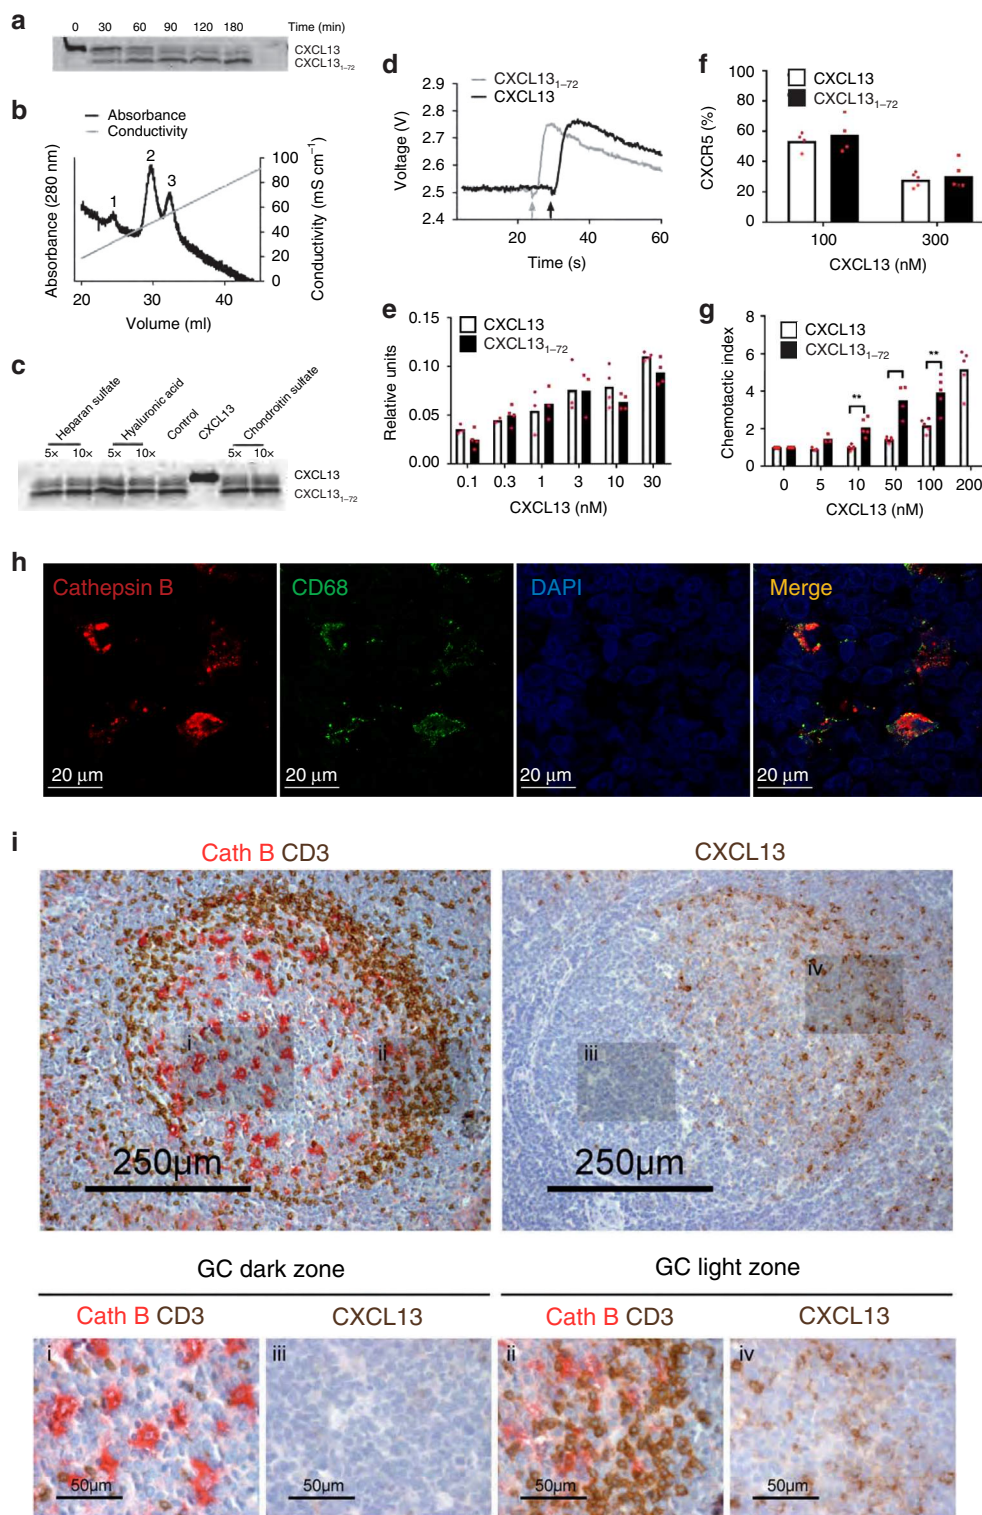 a
0 30 60 90 120 180 Time (min)
CXCL13
CXCL13₁₋₇₂
b
Absorbance
Conductivity
Absorbance (280 nm)
1 2 3
100
80
60
40
20
0
Conductivity (mS cm⁻¹)
20 30 40
Volume (ml)
c
Heparan sulfate
Hyaluronic acid
Control
CXCL13
Chondroitin sulfate
5× 10× 5× 10× 5× 10×
CXCL13
CXCL13₁₋₇₂
d
CXCL13₁₋₇₂
CXCL13
Voltage (V)
2.9
2.8
2.7
2.6
2.5
2.4
20 40 60
Time (s)
e
CXCL13
CXCL13₁₋₇₂
Relative units
0.15
0.10
0.05
0.00
0.1 0.3 1 3 10 30
CXCL13 (nM)
f
CXCL13
CXCL13₁₋₇₂
CXCR5 (%)
100
80
60
40
20
0
100 300
CXCL13 (nM)
g
CXCL13
CXCL13₁₋₇₂
Chemotactic index
8
6
4
2
0
** **
0 5 10 50 100 200
CXCL13 (nM)
h
Cathepsin B CD68 DAPI Merge
20 μm 20 μm 20 μm 20 μm
i
Cath B CD3 CXCL13
i ii iii iv
250μm 250μm
GC dark zone GC light zone
Cath B CD3 CXCL13 Cath B CD3 CXCL13
i iii ii iv
50μm 50μm 50μm 50μm